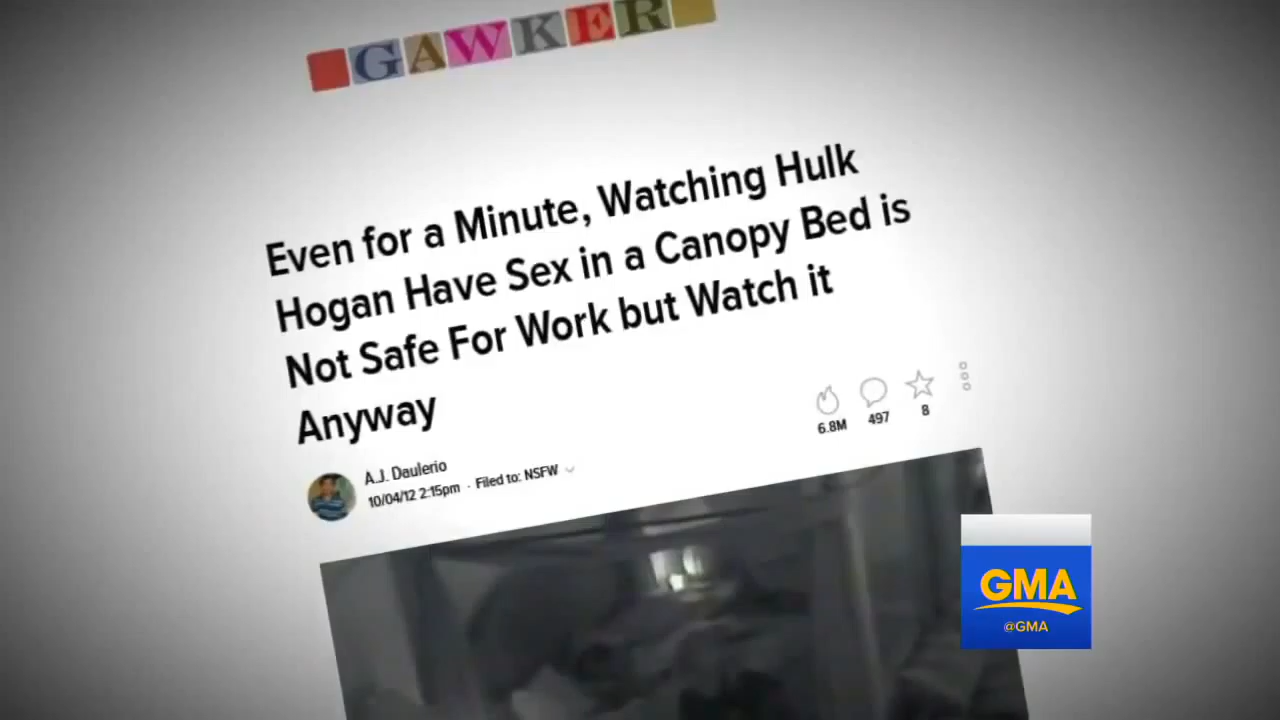 GAWKER
Even for a Minute, Watching Hulk
Hogan Have Sex in a Canopy Bed is
Not Safe For Work but Watch it
Anyway
6.8M 497 8
A.J. Daulerio
10/04/12 2:15pm · Filed to: NSFW
GMA
@GMA